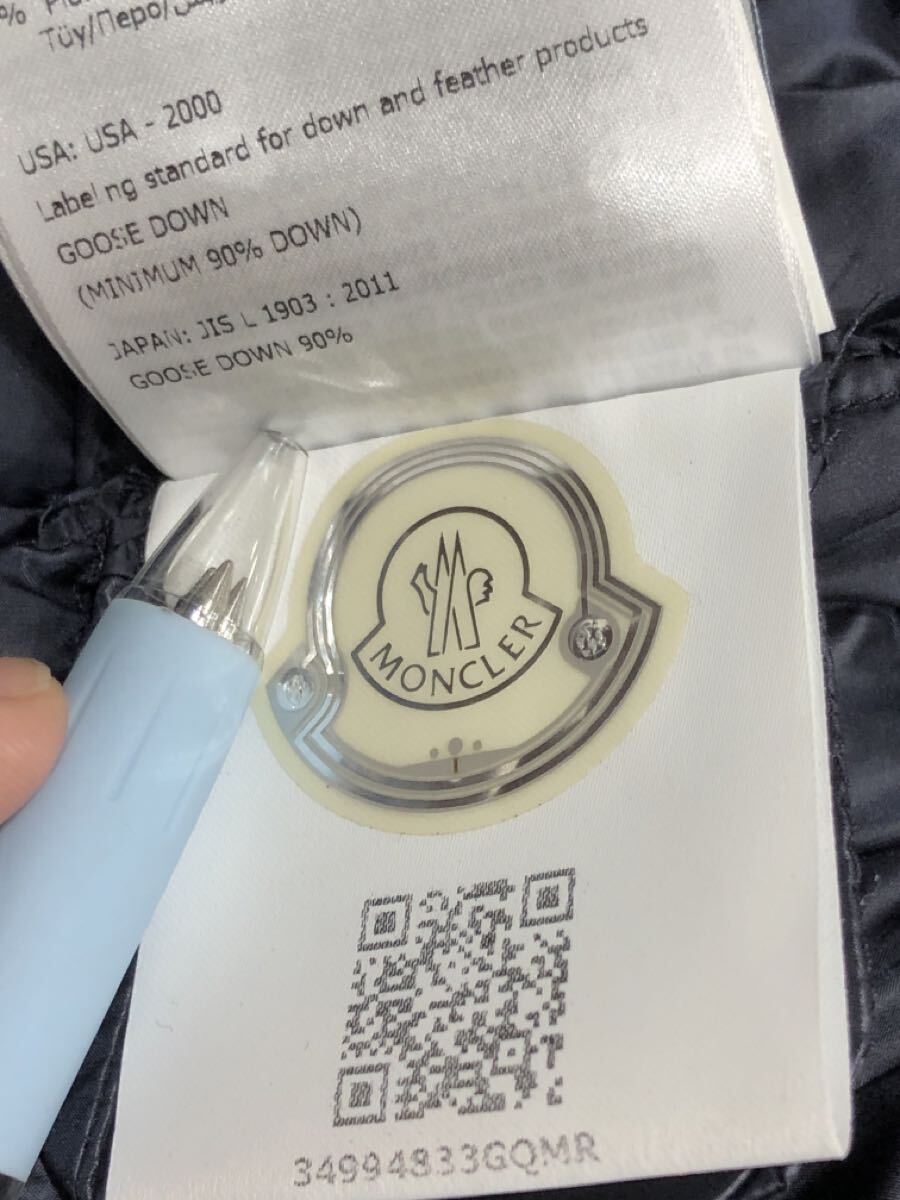 %
Tüy/Перо/
USA: USA - 2000
Label ng standard for down and feather products
GOOSE DOWN
(MINIMUM 90% DOWN)
JAPAN: JIS L 1903 : 2011
GOOSE DOWN 90%
MONCLER
34994833GQMR